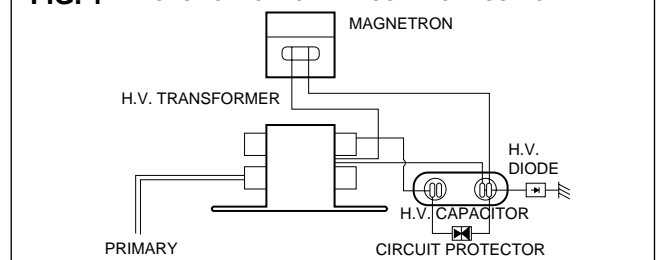 MAGNETRON
H.V. TRANSFORMER
H.V.
DIODE
H.V. CAPACITOR
PRIMARY
CIRCUIT PROTECTOR